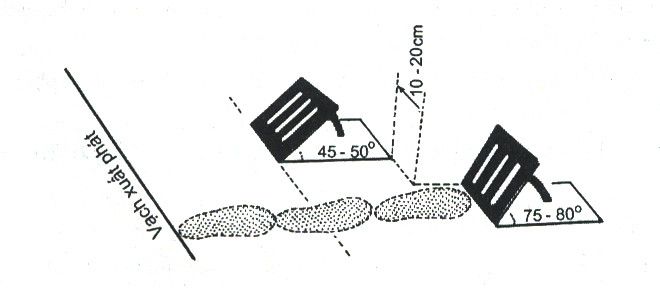 Vạch xuất phát
45 - 50°
10 - 20cm
75 - 80°